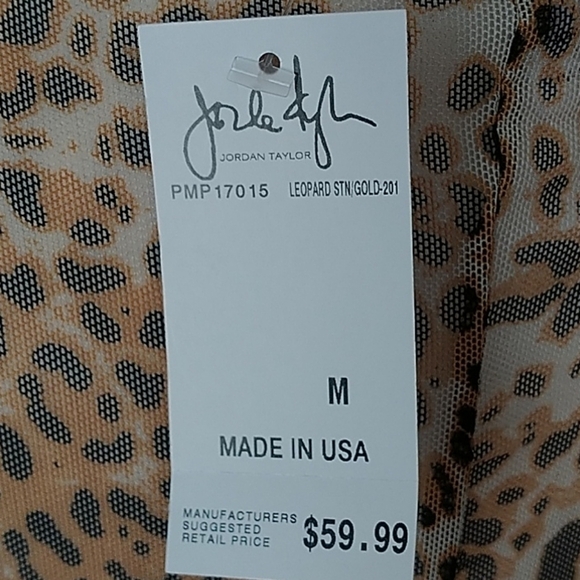 JORDAN TAYLOR
PMP17015 LEOPARD STN/GOLD-201
M
MADE IN USA
MANUFACTURERS
SUGGESTED
RETAIL PRICE $59.99